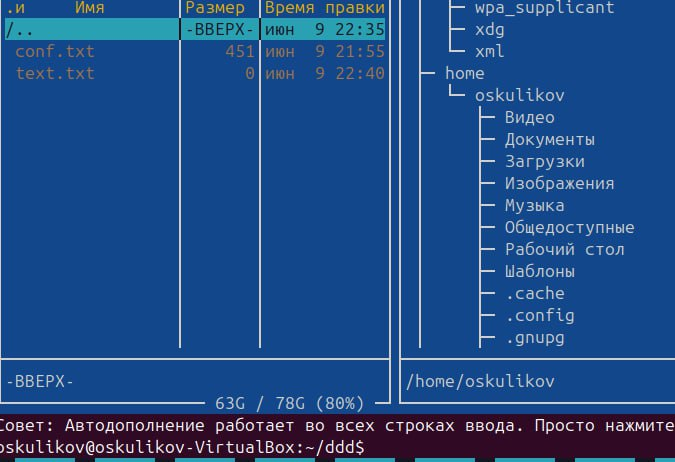 .и Имя Размер Время правки
/.. -ВВЕРХ- июн 9 22:35
conf.txt 451 июн 9 21:55
text.txt 0 июн 9 22:40
-ВВЕРХ-
63G / 78G (80%)
wpa_supplicant
xdg
xml
home
oskulikov
Видео
Документы
Загрузки
Изображения
Музыка
Общедоступные
Рабочий стол
Шаблоны
.cache
.config
.gnupg
/home/oskulikov
Совет: Автодополнение работает во всех строках ввода. Просто нажмите
oskulikov@oskulikov-VirtualBox:~/ddd$